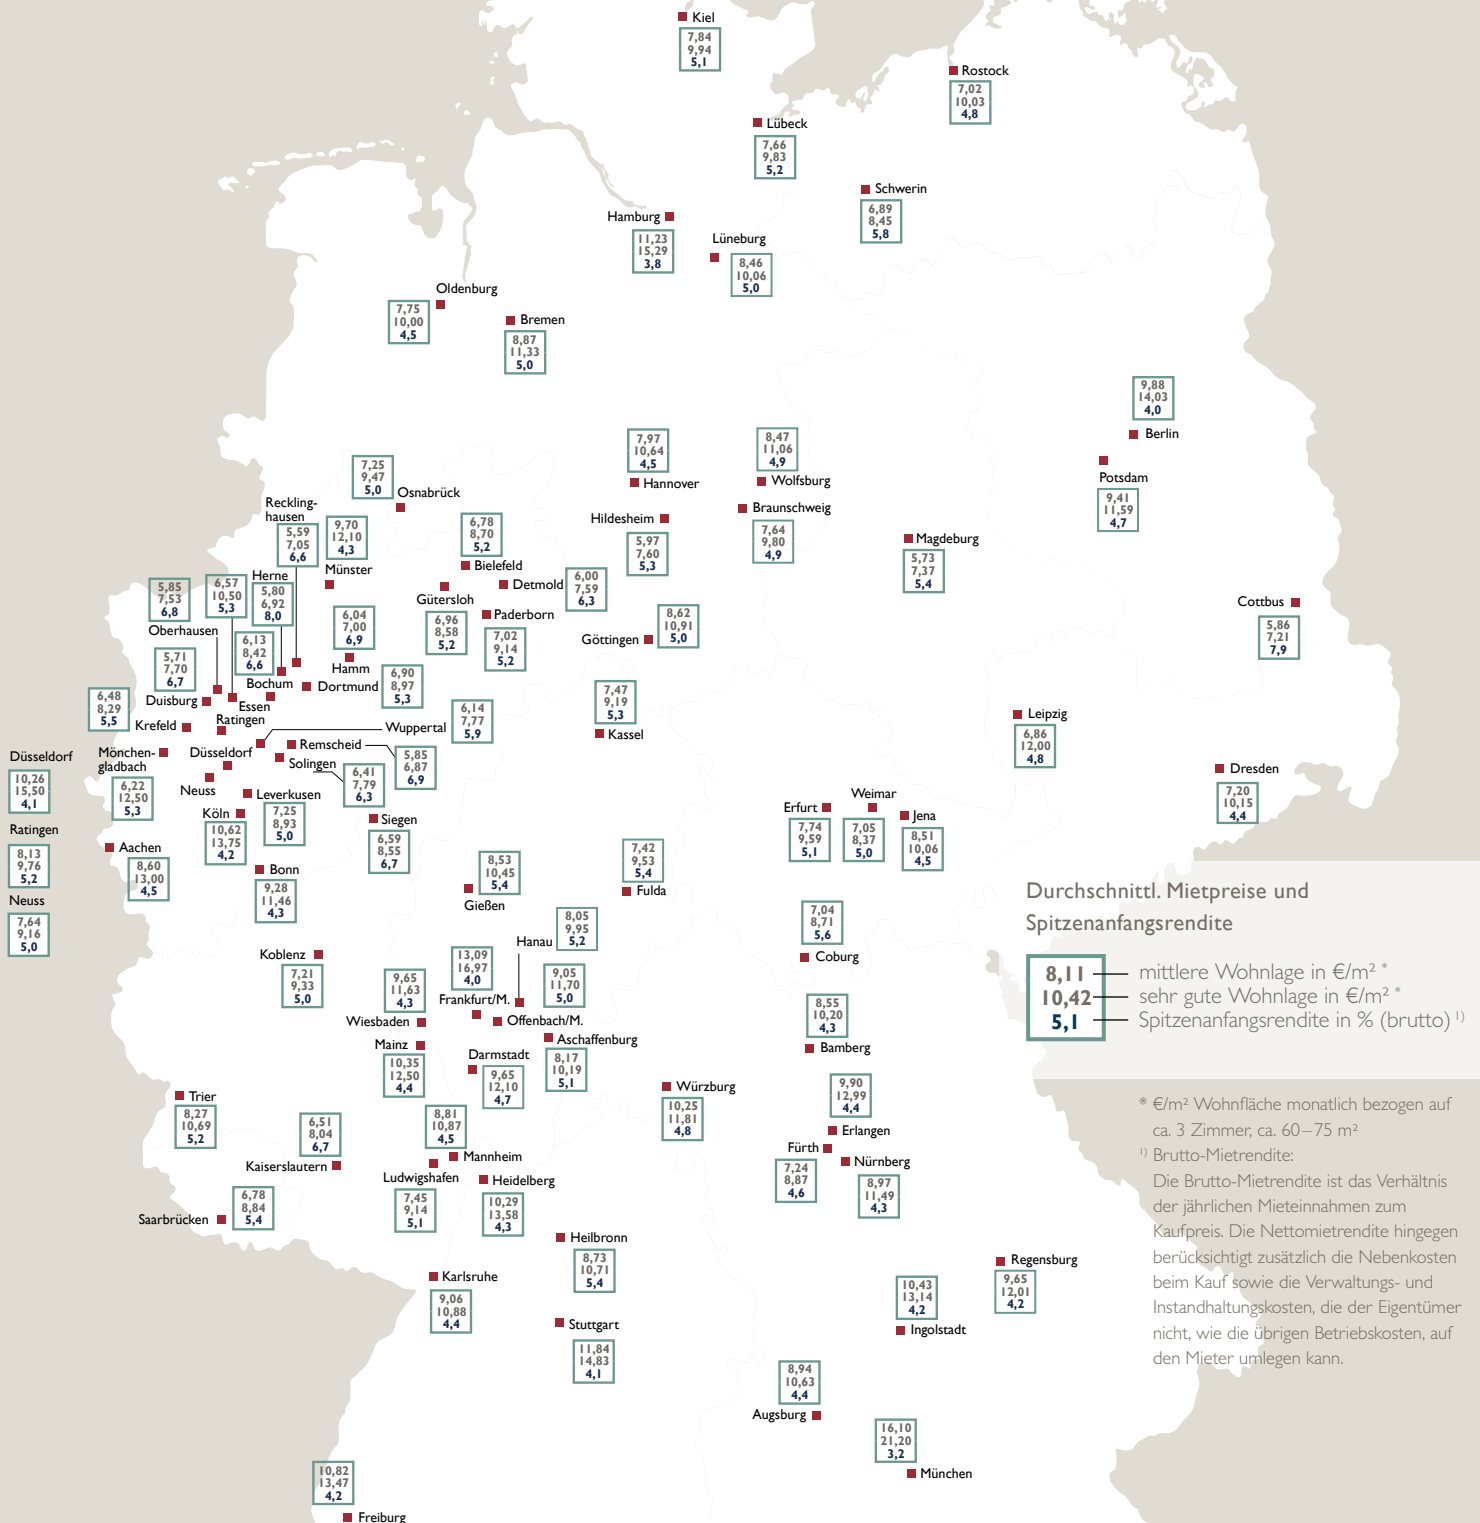 Kiel
7,84
9,94
5,1
Rostock
7,02
10,03
4,8
Lübeck
7,66
9,83
5,2
Schwerin
6,89
8,45
5,8
Hamburg
11,23
15,29
3,8
Lüneburg
8,46
10,06
5,0
Oldenburg
7,75
10,00
4,5
Bremen
8,87
11,33
5,0
9,88
14,03
4,0
Berlin
Potsdam
9,41
11,59
4,7
7,97
10,64
4,5
Hannover
8,47
11,06
4,9
Wolfsburg
7,25
9,47
5,0
Osnabrück
Reckling-
hausen
5,59
7,05
6,6
9,70
12,10
4,3
Münster
6,78
8,70
5,2
Bielefeld
Hildesheim
5,97
7,60
5,3
Braunschweig
7,64
9,80
4,9
Magdeburg
5,73
7,37
5,4
Detmold
6,00
7,59
6,3
Gütersloh
6,96
8,58
5,2
Paderborn
7,02
9,14
5,2
Göttingen
8,62
10,91
5,0
Cottbus
5,86
7,21
7,9
5,85
7,53
6,8
Oberhausen
6,57
10,50
5,3
Herne
5,80
6,92
8,0
6,04
7,00
6,9
Hamm
6,13
8,42
6,6
Bochum
Dortmund
6,90
8,97
5,3
5,71
7,70
6,7
Duisburg
Essen
6,48
8,29
5,5
Krefeld
Ratingen
Wuppertal
6,14
7,77
5,9
7,47
9,19
5,3
Kassel
Leipzig
6,86
12,00
4,8
Düsseldorf
10,26
15,50
4,1
Mönchen-
gladbach
6,22
12,50
5,3
Düsseldorf
Remscheid
5,85
6,87
6,9
Solingen
6,41
7,79
6,3
Neuss
Leverkusen
7,25
8,93
5,0
Dresden
7,20
10,15
4,4
Köln
10,62
13,75
4,2
Siegen
6,59
8,55
6,7
Erfurt
7,74
9,59
5,1
Weimar
7,05
8,37
5,0
Jena
8,51
10,06
4,5
Ratingen
8,13
9,76
5,2
Aachen
8,60
13,00
4,5
Bonn
9,28
11,46
4,3
8,53
10,45
5,4
Gießen
7,42
9,53
5,4
Fulda
Neuss
7,64
9,16
5,0
Durchschnittl. Mietpreise und
Spitzenanfangsrendite
8,11 mittlere Wohnlage in €/m² *
10,42 sehr gute Wohnlage in €/m² *
5,1 Spitzenanfangsrendite in % (brutto) 1)
7,04
8,71
5,6
Coburg
8,05
9,95
5,2
Hanau
Koblenz
7,21
9,33
5,0
13,09
16,97
4,0
Frankfurt/M.
9,05
11,70
5,0
Offenbach/M.
9,65
11,63
4,3
Wiesbaden
8,55
10,20
4,3
Bamberg
Mainz
10,35
12,50
4,4
Darmstadt
9,65
12,10
4,7
Aschaffenburg
8,17
10,19
5,1
Würzburg
10,25
11,81
4,8
9,90
12,99
4,4
Erlangen
Trier
8,27
10,69
5,2
6,51
8,04
6,7
Kaiserslautern
8,81
10,87
4,5
Mannheim
Ludwigshafen
7,45
9,14
5,1
Heidelberg
10,29
13,58
4,3
Fürth
7,24
8,87
4,6
Nürnberg
8,97
11,49
4,3
6,78
8,84
5,4
Saarbrücken
Heilbronn
8,73
10,71
5,4
Karlsruhe
9,06
10,88
4,4
Regensburg
9,65
12,01
4,2
10,43
13,14
4,2
Ingolstadt
Stuttgart
11,84
14,83
4,1
8,94
10,63
4,4
Augsburg
16,10
21,20
3,2
München
10,82
13,47
4,2
Freiburg
* €/m² Wohnfläche monatlich bezogen auf
ca. 3 Zimmer, ca. 60–75 m²
1) Brutto-Mietrendite:
Die Brutto-Mietrendite ist das Verhältnis
der jährlichen Mieteinnahmen zum
Kaufpreis. Die Nettomietrendite hingegen
berücksichtigt zusätzlich die Nebenkosten
beim Kauf sowie die Verwaltungs- und
Instandhaltungskosten, die der Eigentümer
nicht, wie die übrigen Betriebskosten, auf
den Mieter umlegen kann.